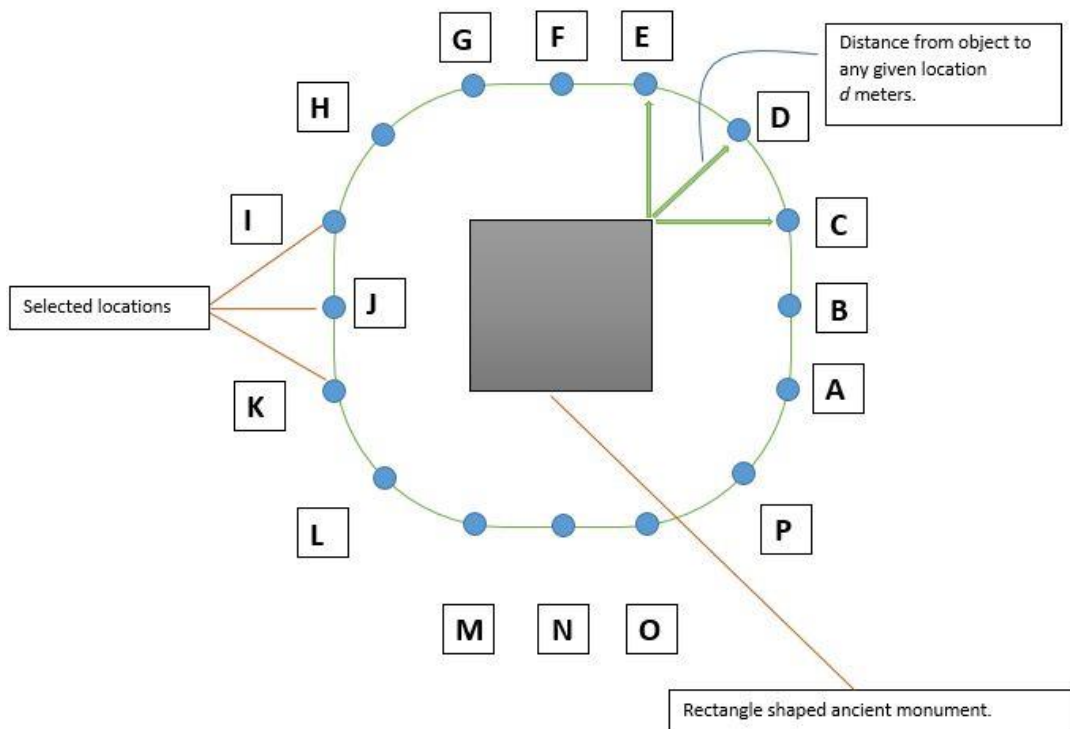 G
F
E
Distance from object to
any given location
d meters.
H
D
I
C
Selected locations
J
B
K
A
L
P
M
N
O
Rectangle shaped ancient monument.